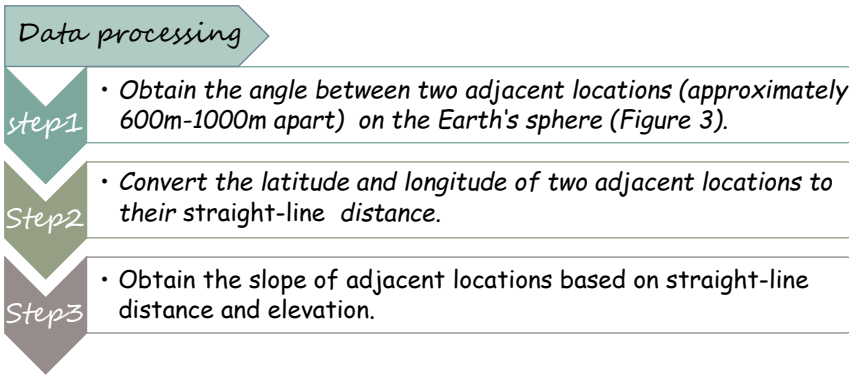 Data processing
step1
• Obtain the angle between two adjacent locations (approximately
600m-1000m apart) on the Earth's sphere (Figure 3).
Step2
• Convert the latitude and longitude of two adjacent locations to
their straight-line distance.
Step3
• Obtain the slope of adjacent locations based on straight-line
distance and elevation.